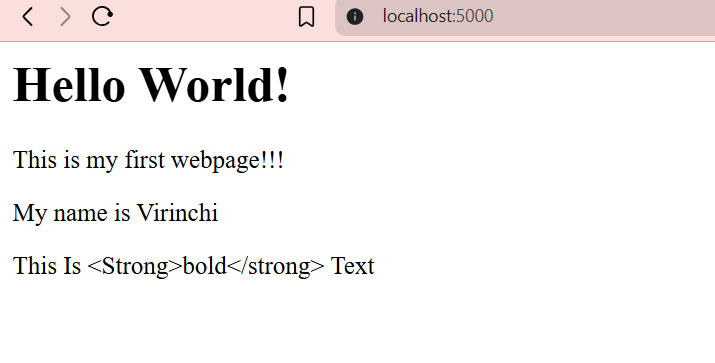 localhost:5000
Hello World!
This is my first webpage!!!
My name is Virinchi
This Is <Strong>bold</strong> Text